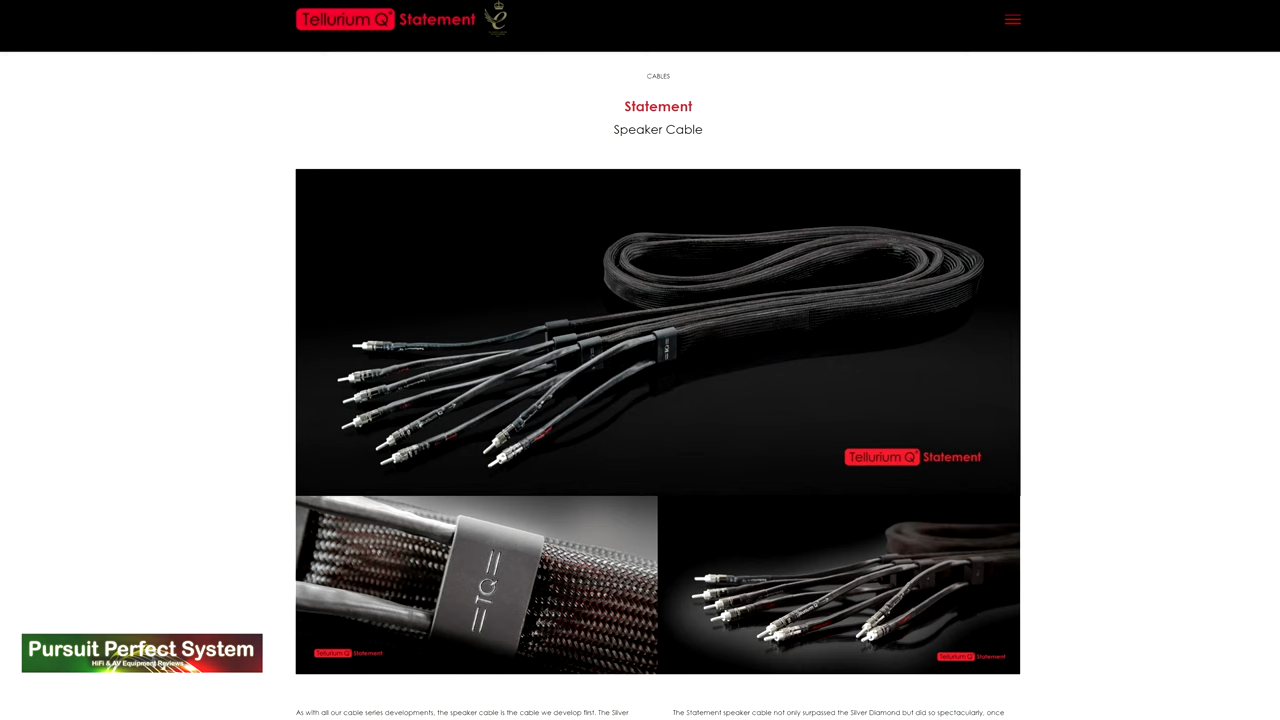 Tellurium Q® Statement
CABLES
Statement
Speaker Cable
TQ
Tellurium Q® Statement
TQ
Tellurium Q® Statement
Tellurium Q
Tellurium Q® Statement
Pursuit Perfect System
HiFi & AV Equipment Reviews
As with all our cable series developments, the speaker cable is the cable we develop first. The Silver
The Statement speaker cable not only surpassed the Silver Diamond but did so spectacularly, once